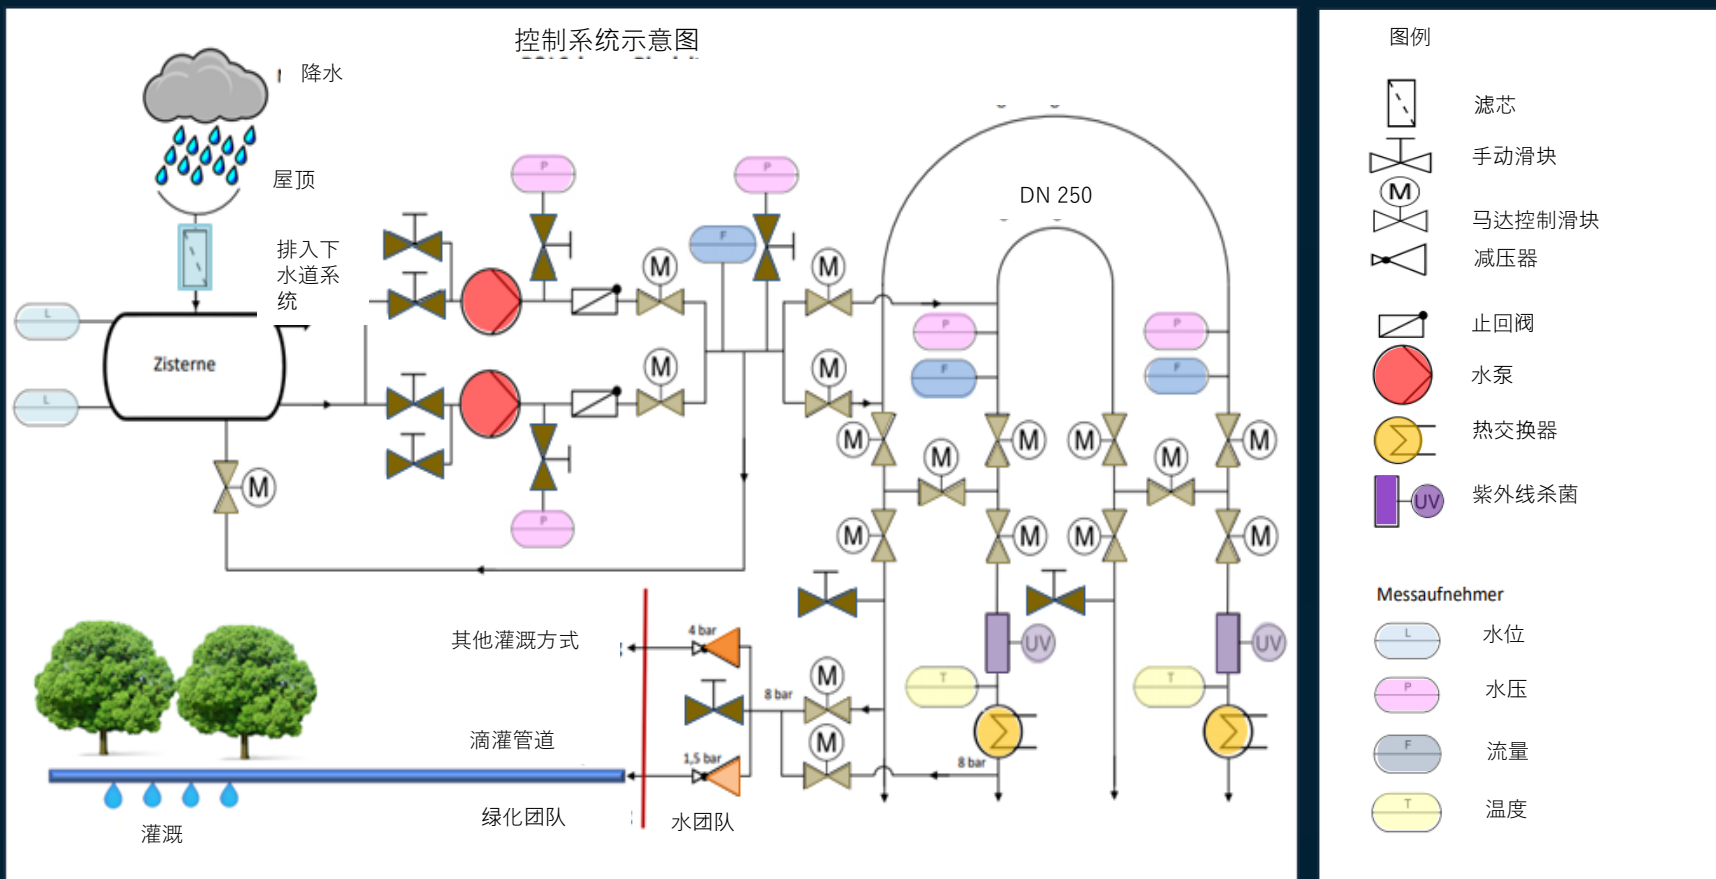 控制系统示意图
降水
屋顶
排入下
水道系
统
L
Zisterne
L
M
P
P
F
M
M
M
M
P
DN 250
P
F
P
F
M
M
M
M
M
M
M
M
M
M
UV
UV
T
T
8 bar
其他灌溉方式
4 bar
8 bar
M
M
滴灌管道
1,5 bar
绿化团队
水团队
灌溉
图例
滤芯
手动滑块
M
马达控制滑块
减压器
止回阀
水泵
热交换器
UV
紫外线杀菌
Messaufnehmer
L
水位
P
水压
F
流量
T
温度